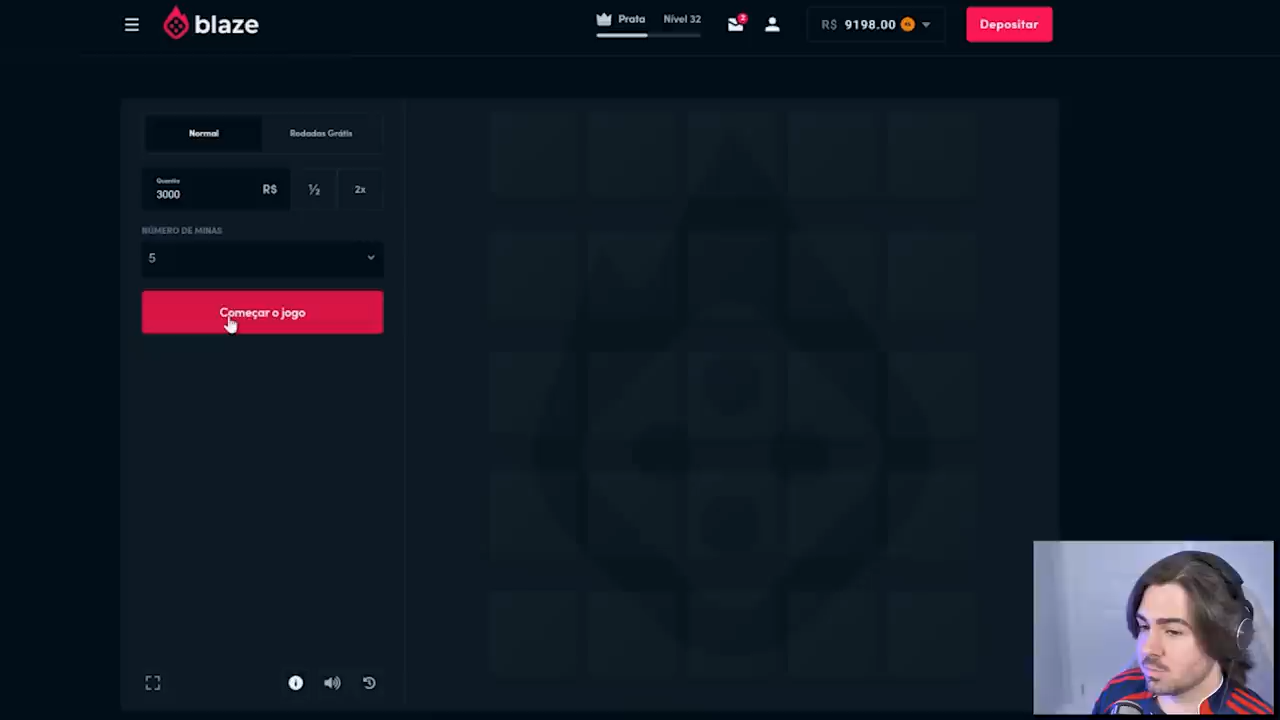 blaze
Prata
Nível 32
2
R$ 9198.00
R$
Depositar
Normal
Rodadas Grátis
Quantia
3000
R$
½
2x
NÚMERO DE MINAS
5
Começar o jogo